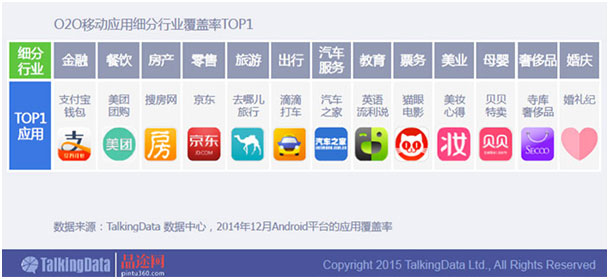 O2O移动应用细分行业覆盖率TOP1
细分行业 金融 餐饮 房产 零售 旅游 出行 汽车服务 教育 票务 美业 母婴 奢侈品 婚庆
TOP1应用 支付宝钱包 美团团购 搜房网 京东 去哪儿旅行 滴滴打车 汽车之家 英语流利说 猫眼电影 美妆心得 贝贝特卖 寺库奢侈品 婚礼纪
支 美团 房 京东 JD.COM 汽车之家 妆 贝贝 SECOO
数据来源：TalkingData 数据中心，2014年12月Android平台的应用覆盖率
TalkingData 品途网 pintu360.com Copyright 2015 TalkingData Ltd., All Rights Reserved